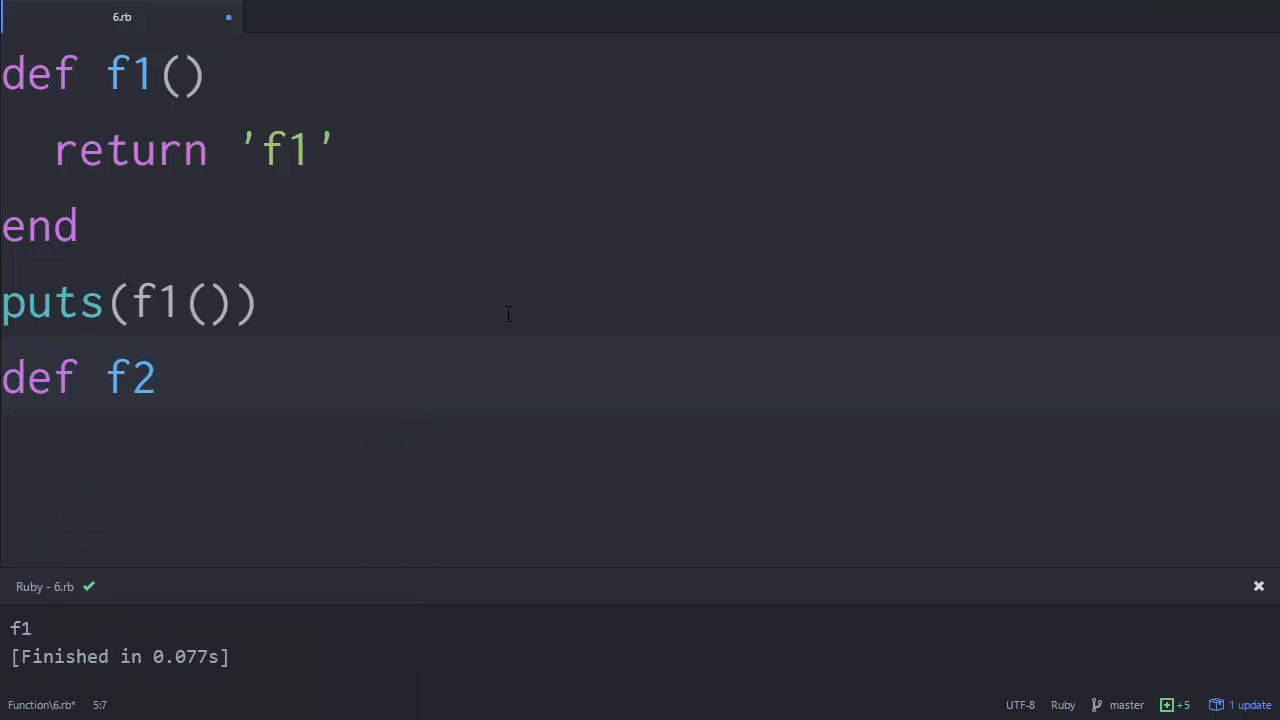 6.rb
def f1()
  return 'f1'
end
puts(f1())
def f2
Ruby - 6.rb
f1
[Finished in 0.077s]
Function\6.rb* 5:7 UTF-8 Ruby master +5 1 update